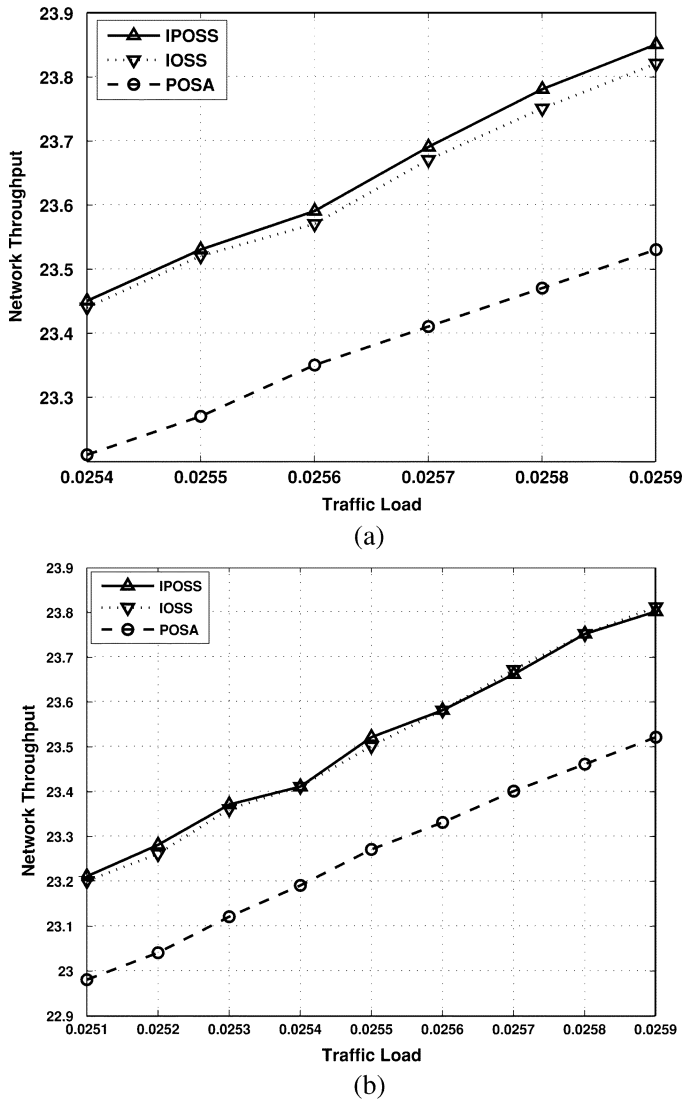 23.9
23.8
23.7
23.6
23.5
23.4
23.3
Network Throughput
IPOSS
IOSS
POSA
0.0254 0.0255 0.0256 0.0257 0.0258 0.0259
Traffic Load
(a)
23.9
23.8
23.7
23.6
23.5
23.4
23.3
23.2
23.1
23
22.9
Network Throughput
IPOSS
IOSS
POSA
0.0251 0.0252 0.0253 0.0254 0.0255 0.0256 0.0257 0.0258 0.0259
Traffic Load
(b)